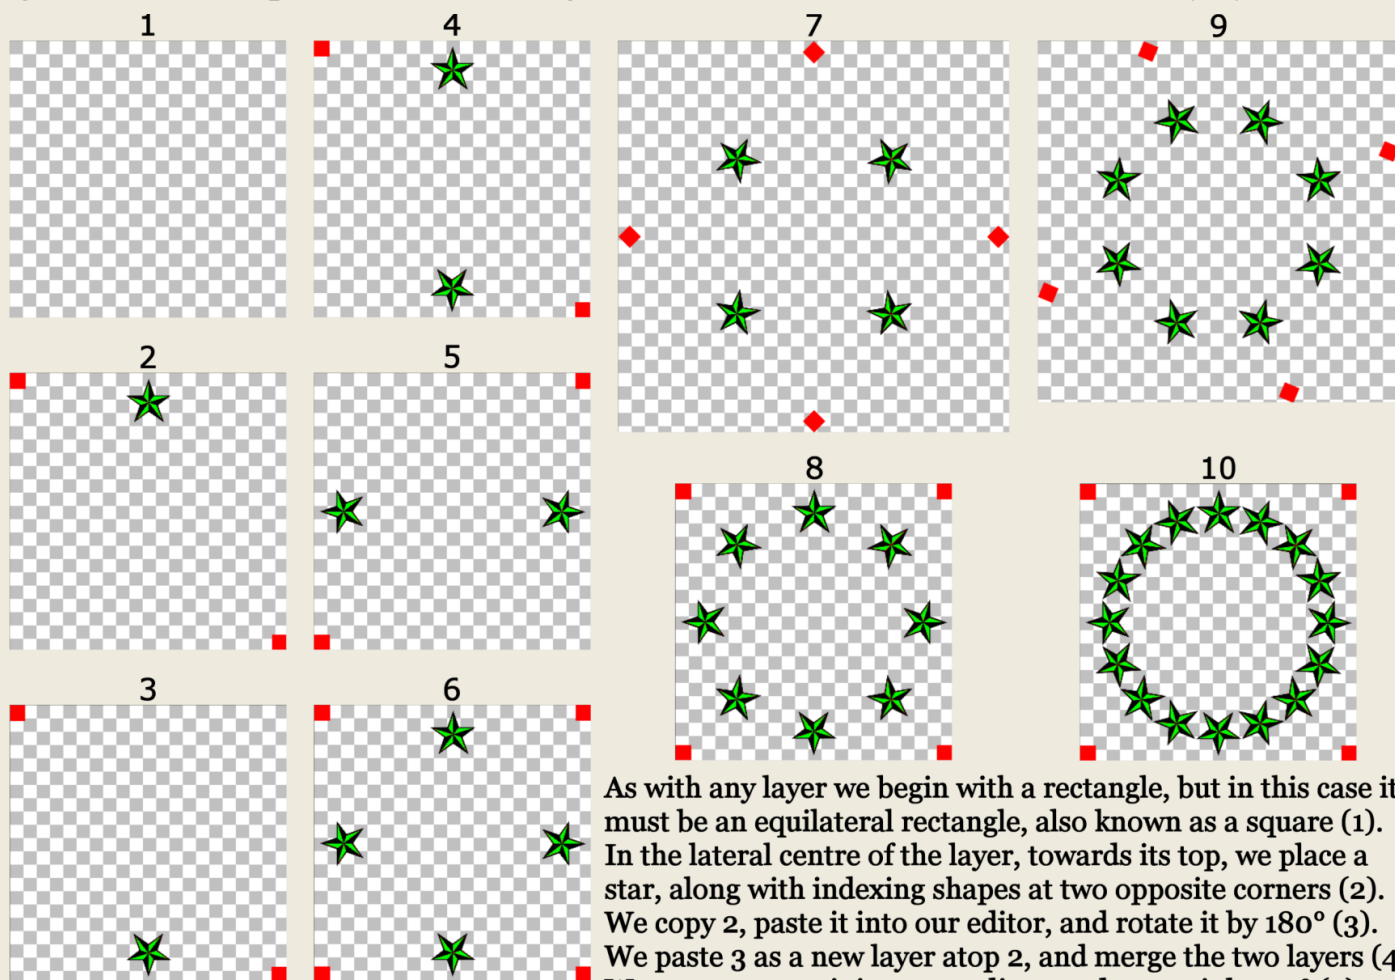 1
4
7
9
2
5
8
10
3
6
As with any layer we begin with a rectangle, but in this case it
must be an equilateral rectangle, also known as a square (1).
In the lateral centre of the layer, towards its top, we place a
star, along with indexing shapes at two opposite corners (2).
We copy 2, paste it into our editor, and rotate it by 180° (3).
We paste 3 as a new layer atop 2, and merge the two layers (4